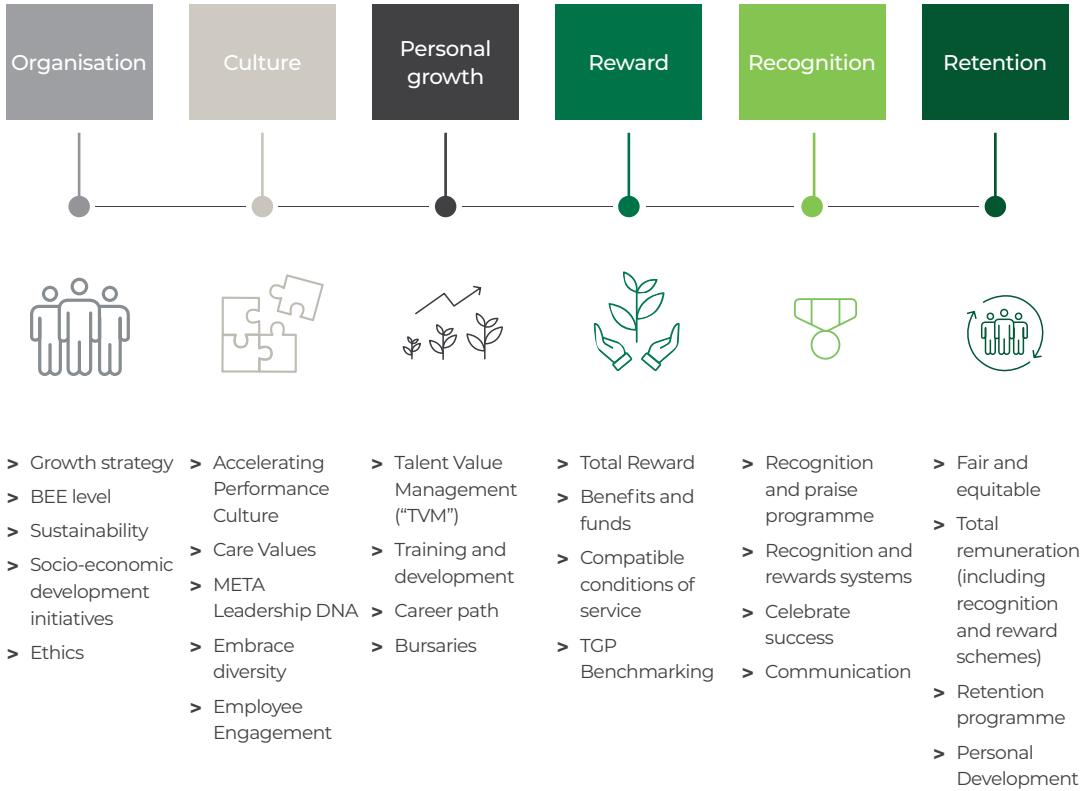 Organisation
Culture
Personal
growth
Reward
Recognition
Retention
> Growth strategy
> BEE level
> Sustainability
> Socio-economic
development
initiatives
> Ethics
> Accelerating
Performance
Culture
> Care Values
> META
Leadership DNA
> Embrace
diversity
> Employee
Engagement
> Talent Value
Management
(“TVM”)
> Training and
development
> Career path
> Bursaries
> Total Reward
> Benefits and
funds
> Compatible
conditions of
service
> TGP
Benchmarking
> Recognition
and praise
programme
> Recognition and
rewards systems
> Celebrate
success
> Communication
> Fair and
equitable
> Total
remuneration
(including
recognition
and reward
schemes)
> Retention
programme
> Personal
Development